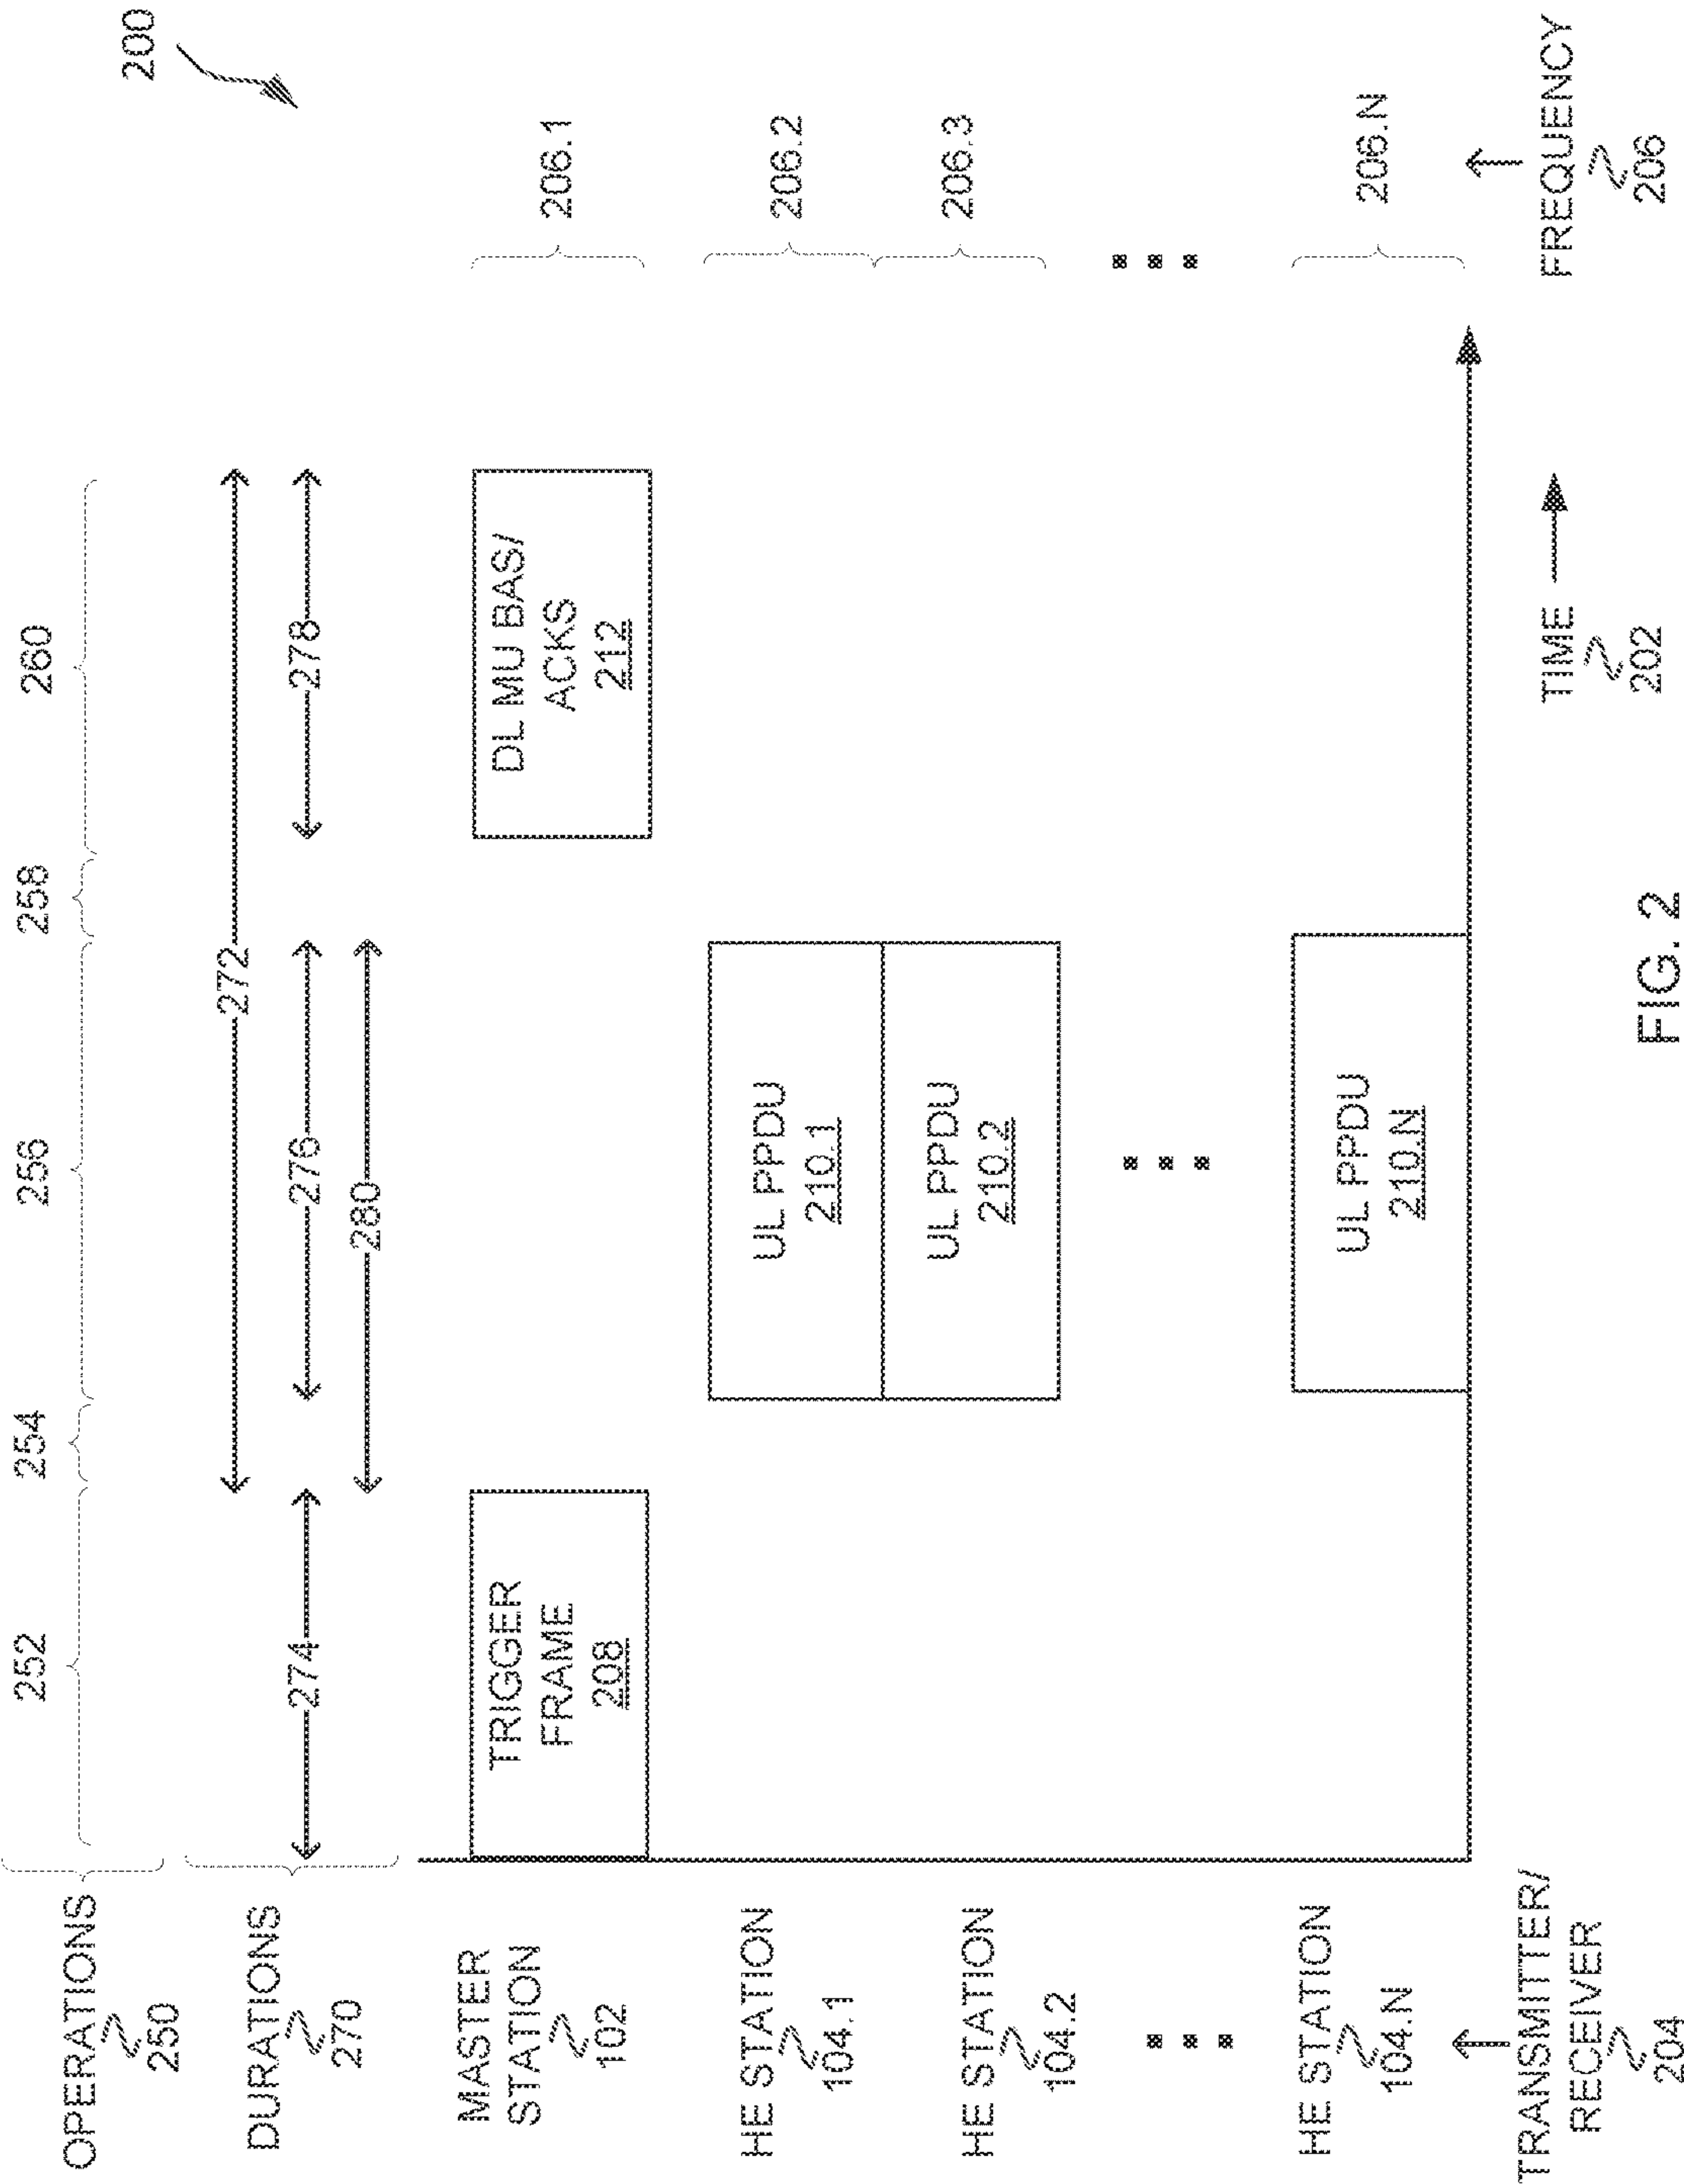 200
OPERATIONS
250
252
254
256
258
260
DURATIONS
270
272
274
276
278
280
MASTER
STATION
102
TRIGGER
FRAME
208
DL MU BAS/
ACKS
212
206.1
HE STATION
104.1
UL PPDU
210.1
206.2
HE STATION
104.2
UL PPDU
210.2
206.3
HE STATION
104.N
UL PPDU
210.N
206.N
TRANSMITTER/
RECEIVER
204
TIME
202
FREQUENCY
206
FIG. 2